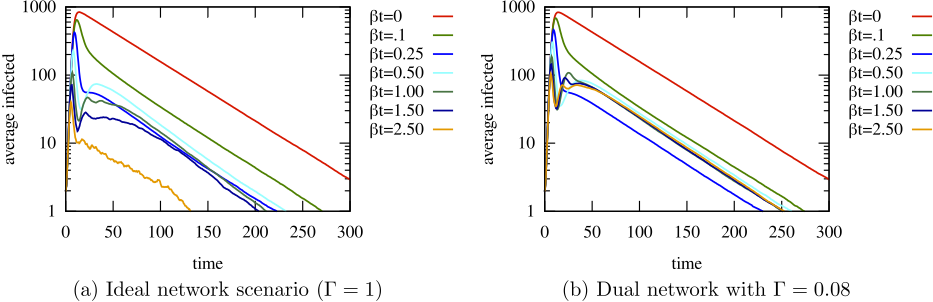 average infected
1000
100
10
1
0 50 100 150 200 250 300
time
βt=0
βt=.1
βt=0.25
βt=0.50
βt=1.00
βt=1.50
βt=2.50
(a) Ideal network scenario (Γ = 1)
average infected
1000
100
10
1
0 50 100 150 200 250 300
time
βt=0
βt=.1
βt=0.25
βt=0.50
βt=1.00
βt=1.50
βt=2.50
(b) Dual network with Γ = 0.08